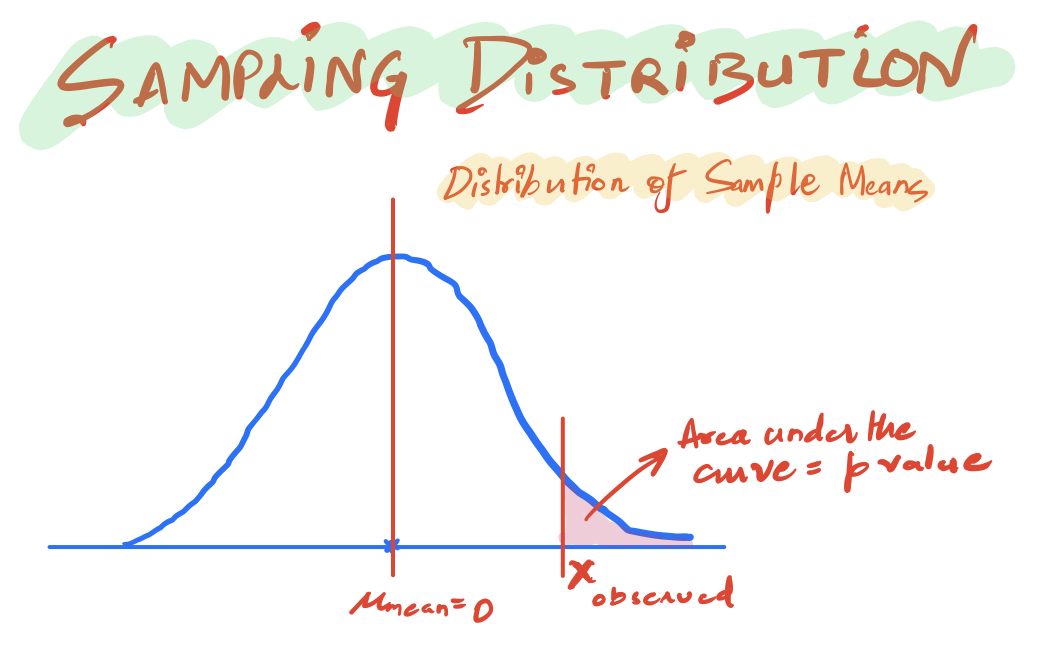 SAMPLING DISTRIBUTION
Distribution of Sample Means
Area under the
curve = p value
μmean = 0
x observed